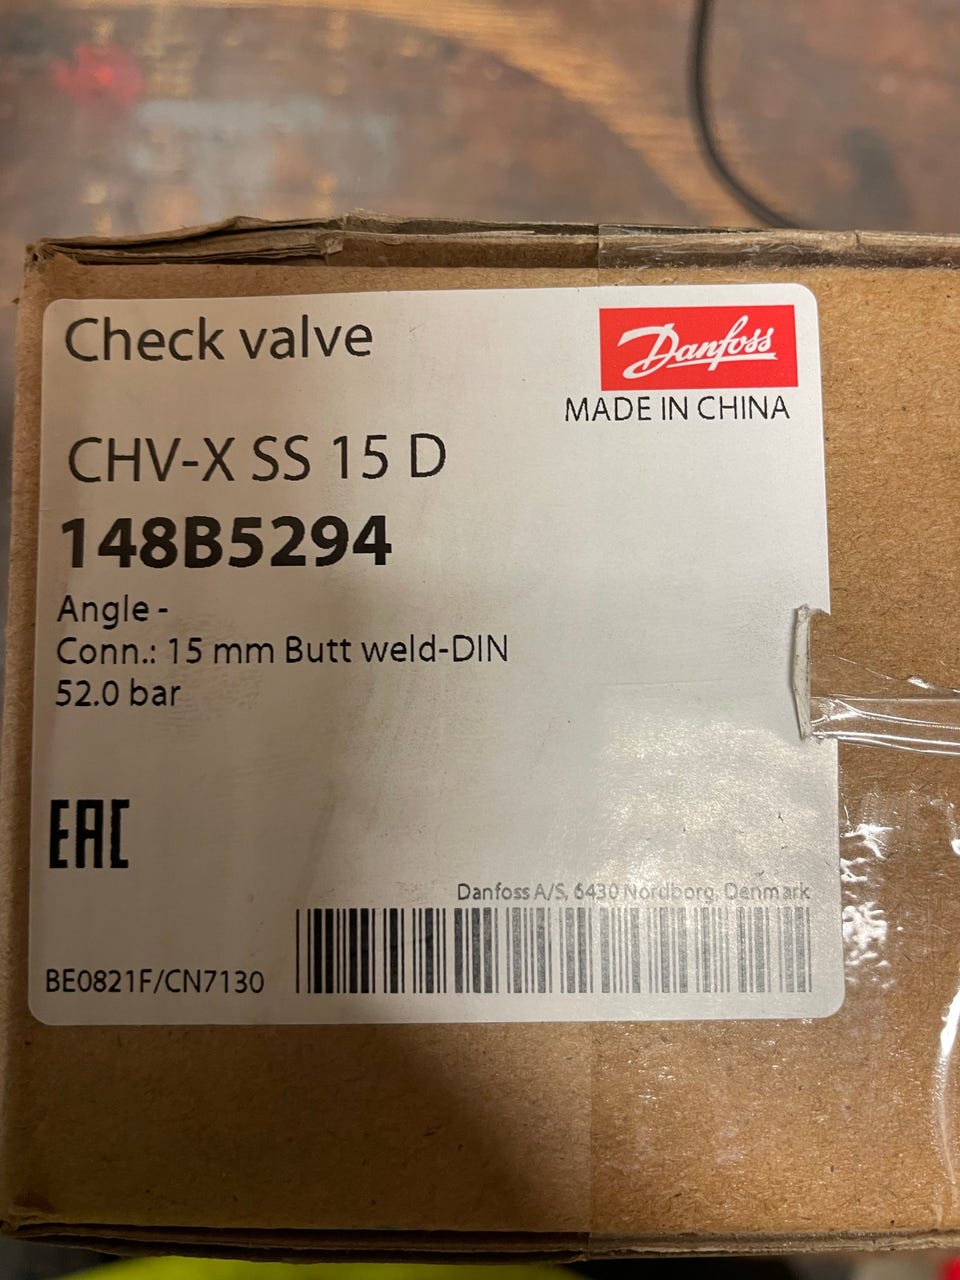 Check valve
Danfoss
MADE IN CHINA
CHV-X SS 15 D
148B5294
Angle -
Conn.: 15 mm Butt weld-DIN
52.0 bar
EAC
Danfoss A/S, 6430 Nordborg, Denmark
BE0821F/CN7130